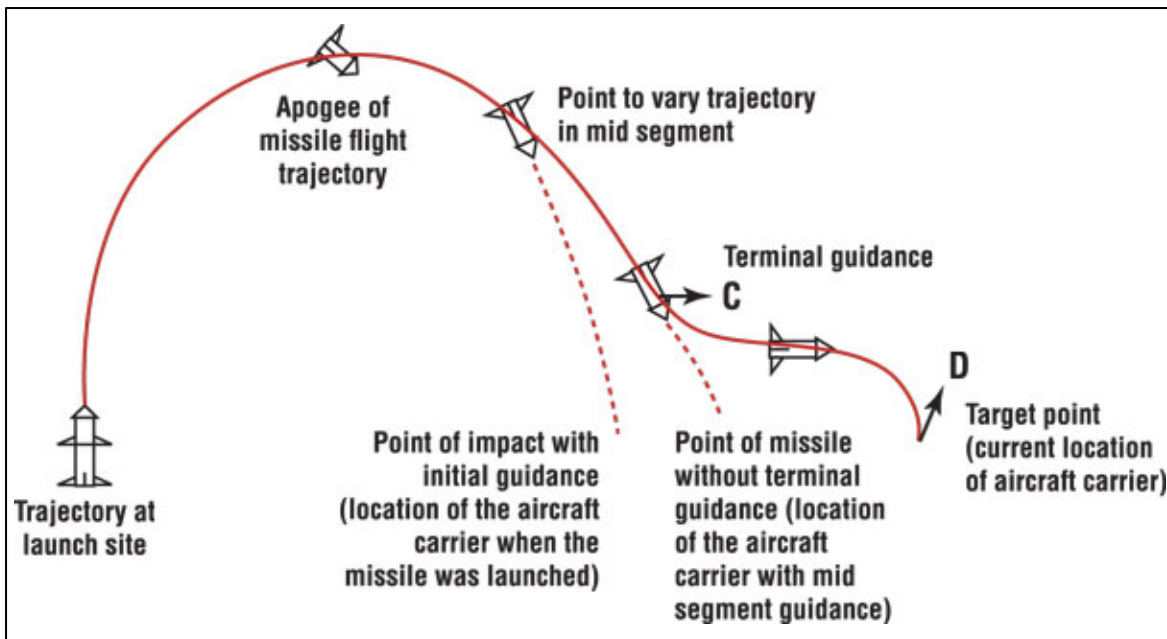 Apogee of
missile flight
trajectory
Point to vary trajectory
in mid segment
Terminal guidance
C
D
Target point
(current location
of aircraft carrier)
Trajectory at
launch site
Point of impact with
initial guidance
(location of the aircraft
carrier when the
missile was launched)
Point of missile
without terminal
guidance (location
of the aircraft
carrier with mid
segment guidance)